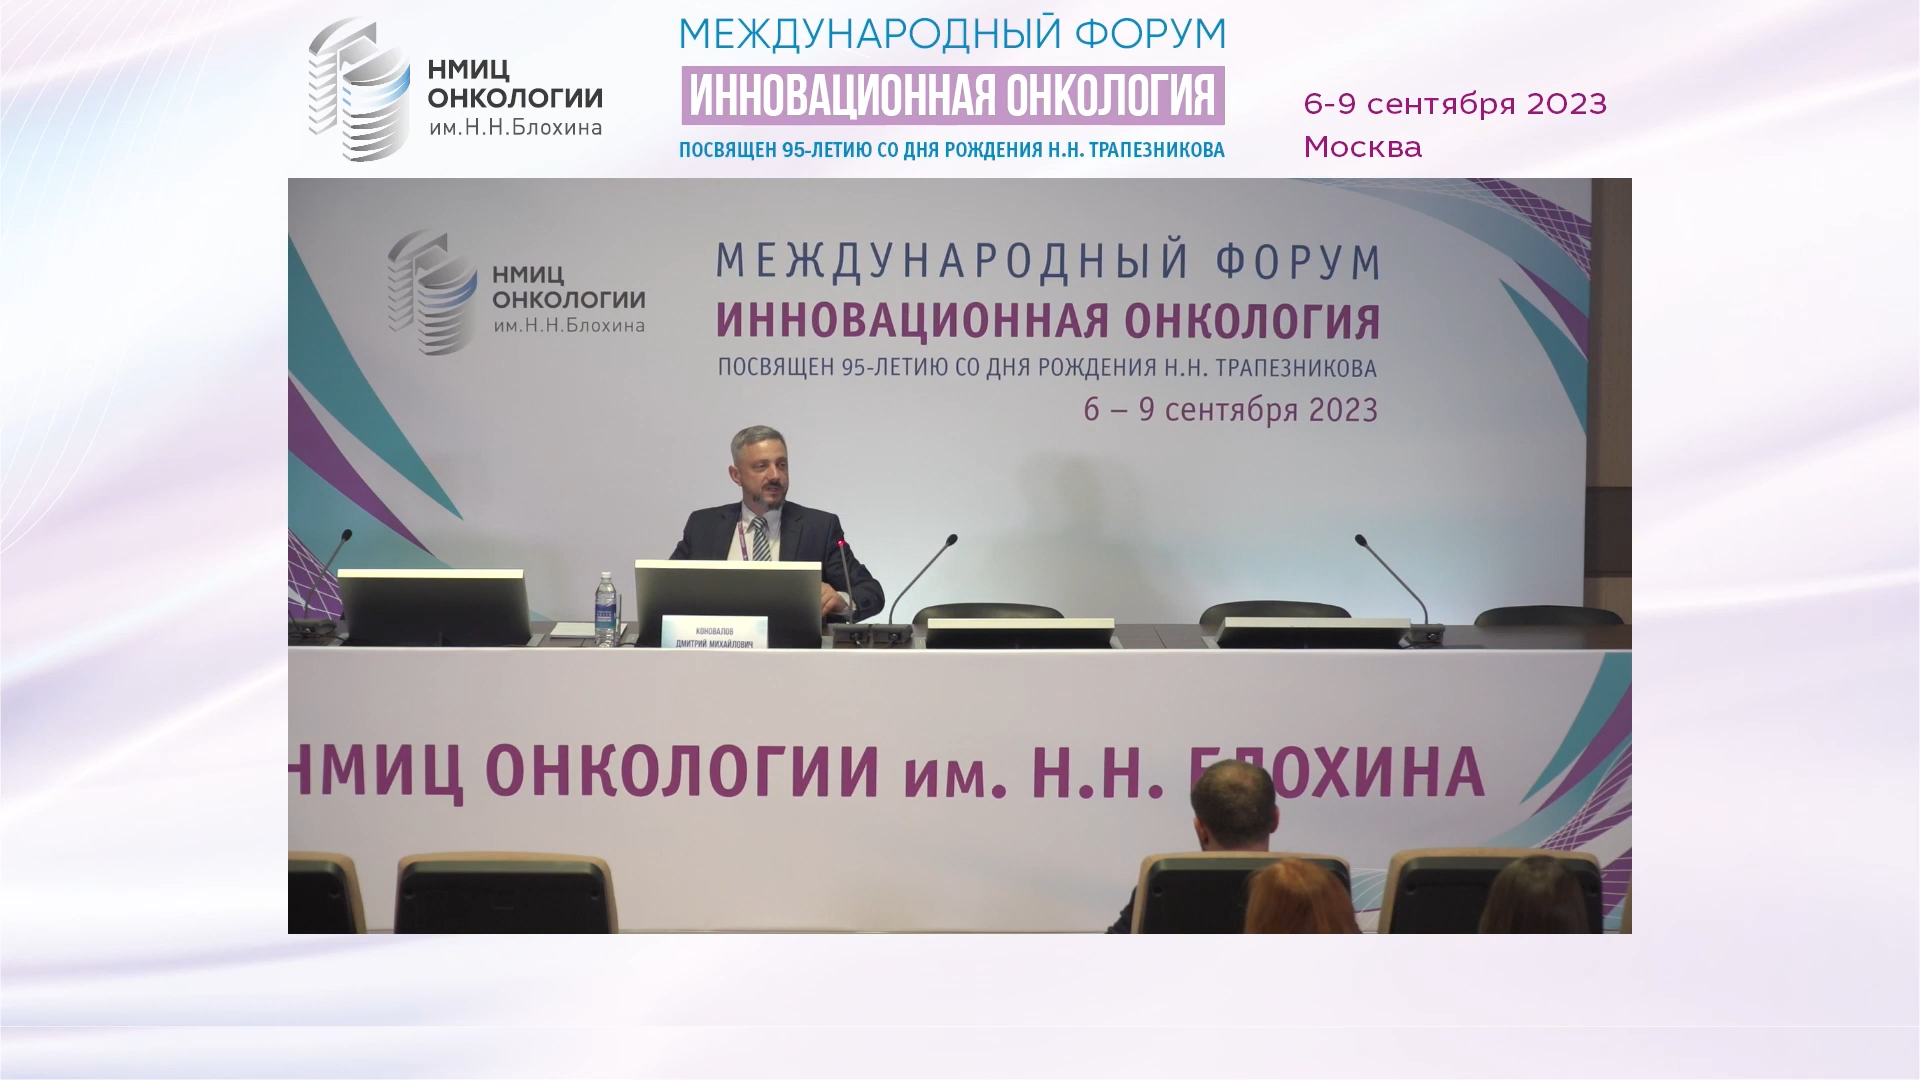 НМИЦ
ОНКОЛОГИИ
им.Н.Н.Блохина
МЕЖДУНАРОДНЫЙ ФОРУМ
ИННОВАЦИОННАЯ ОНКОЛОГИЯ
ПОСВЯЩЕН 95-ЛЕТИЮ СО ДНЯ РОЖДЕНИЯ Н.Н. ТРАПЕЗНИКОВА
6-9 сентября 2023
Москва
НМИЦ
ОНКОЛОГИИ
им.Н.Н.Блохина
МЕЖДУНАРОДНЫЙ ФОРУМ
ИННОВАЦИОННАЯ ОНКОЛОГИЯ
ПОСВЯЩЕН 95-ЛЕТИЮ СО ДНЯ РОЖДЕНИЯ Н.Н. ТРАПЕЗНИКОВА
6 – 9 сентября 2023
КОНОВАЛОВ
ДМИТРИЙ МИХАЙЛОВИЧ
НМИЦ ОНКОЛОГИИ им. Н.Н. БЛОХИНА